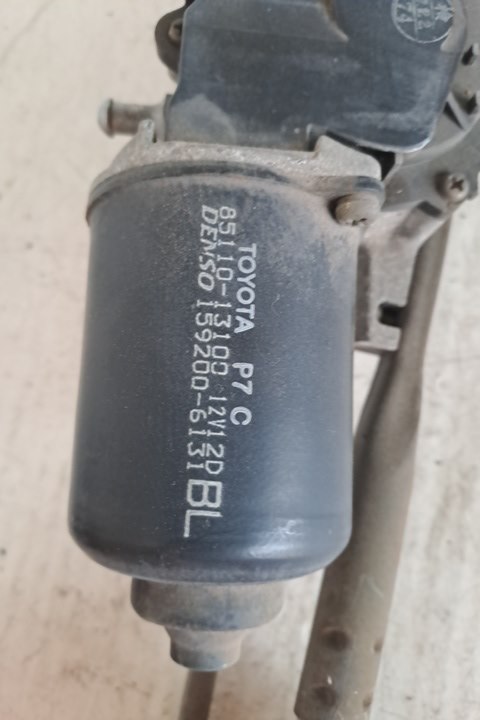 TOYOTA P7 C
85110-13100 12V12D
DENSO 159200-6131 BL